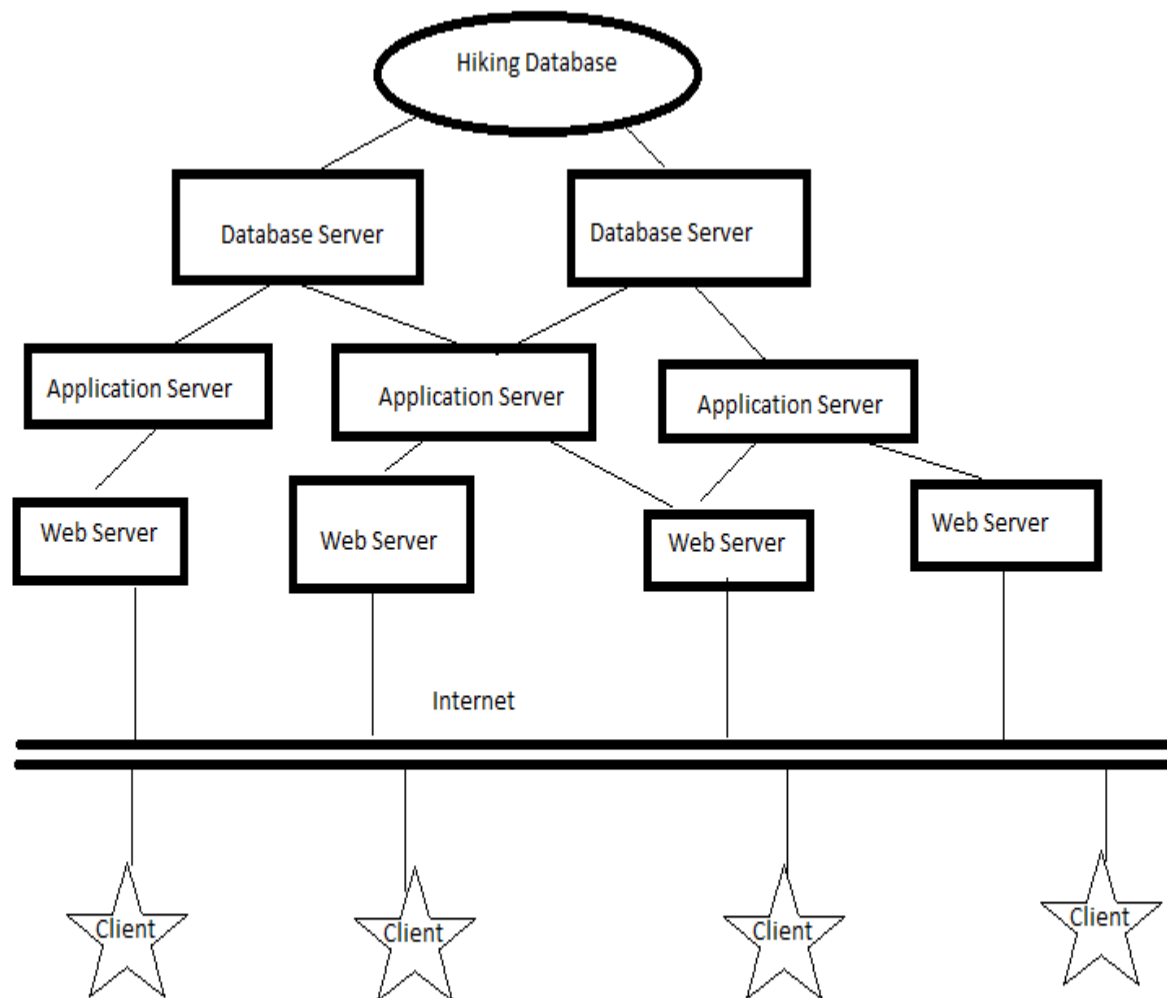 Hiking Database
Database Server
Database Server
Application Server
Application Server
Application Server
Web Server
Web Server
Web Server
Web Server
Internet
Client
Client
Client
Client